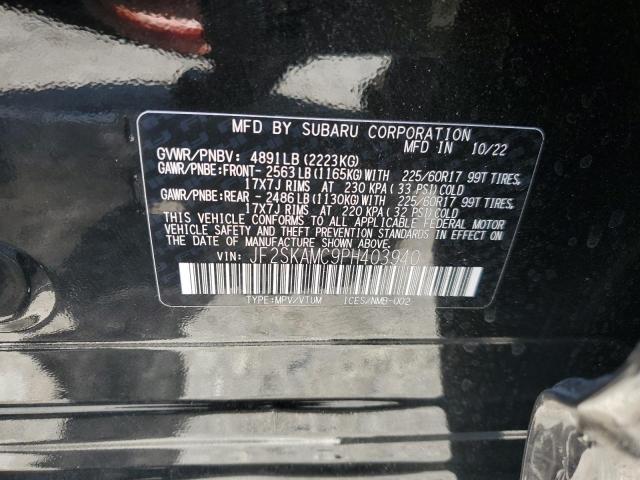 MFD BY SUBARU CORPORATION
GVWR/PNBV: 4891LB (2223KG) MFD IN 10/22
GAWR/PNBE:FRONT- 2563LB (1165KG)WITH 225/60R17 99T TIRES,
17X7J RIMS AT 230 KPA (33 PSI)COLD
GAWR/PNBE:REAR - 2486LB (1130KG)WITH 225/60R17 99T TIRES,
17X7J RIMS AT 220 KPA (32 PSI)COLD
THIS VEHICLE CONFORMS TO ALL APPLICABLE FEDERAL MOTOR
VEHICLE SAFETY AND THEFT PREVENTION STANDARDS IN EFFECT ON
THE DATE OF MANUFACTURE SHOWN ABOVE.
VIN: JF2SKAMC9PH403940
TYPE:MPV/VTUM ICES/NMB-002